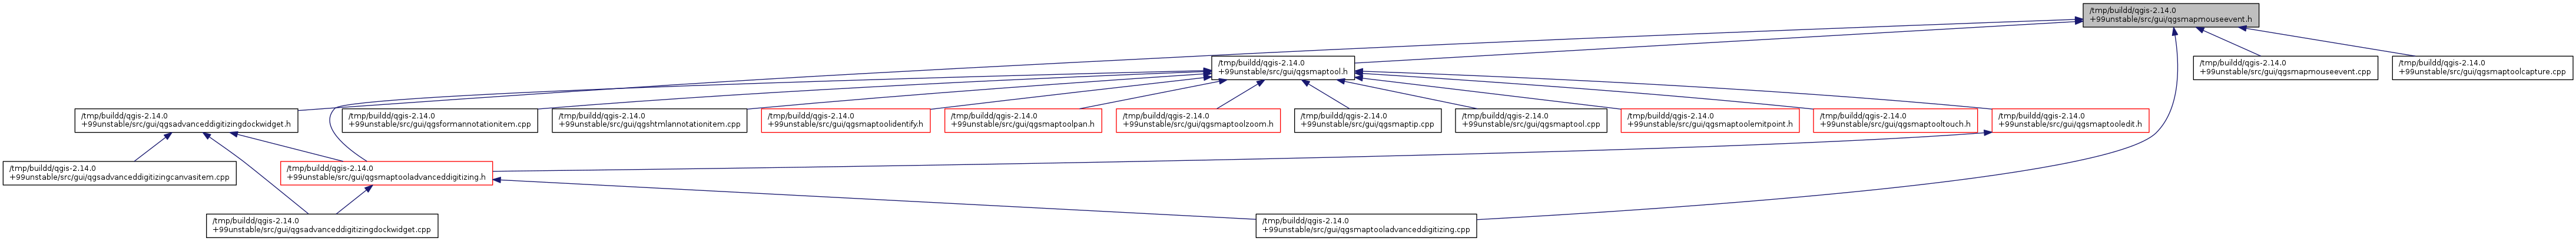 /tmp/buildd/qgis-2.14.0
+99unstable/src/gui/qgsmapmouseevent.h
/tmp/buildd/qgis-2.14.0
+99unstable/src/gui/qgsmaptool.h
/tmp/buildd/qgis-2.14.0
+99unstable/src/gui/qgsmapmouseevent.cpp
/tmp/buildd/qgis-2.14.0
+99unstable/src/gui/qgsmaptoolcapture.cpp
/tmp/buildd/qgis-2.14.0
+99unstable/src/gui/qgsadvanceddigitizingdockwidget.h
/tmp/buildd/qgis-2.14.0
+99unstable/src/gui/qgsformannotationitem.cpp
/tmp/buildd/qgis-2.14.0
+99unstable/src/gui/qgshtmlannotationitem.cpp
/tmp/buildd/qgis-2.14.0
+99unstable/src/gui/qgsmaptoolidentify.h
/tmp/buildd/qgis-2.14.0
+99unstable/src/gui/qgsmaptoolpan.h
/tmp/buildd/qgis-2.14.0
+99unstable/src/gui/qgsmaptoolzoom.h
/tmp/buildd/qgis-2.14.0
+99unstable/src/gui/qgsmaptip.cpp
/tmp/buildd/qgis-2.14.0
+99unstable/src/gui/qgsmaptool.cpp
/tmp/buildd/qgis-2.14.0
+99unstable/src/gui/qgsmaptoolemitpoint.h
/tmp/buildd/qgis-2.14.0
+99unstable/src/gui/qgsmaptooltouch.h
/tmp/buildd/qgis-2.14.0
+99unstable/src/gui/qgsmaptooledit.h
/tmp/buildd/qgis-2.14.0
+99unstable/src/gui/qgsadvanceddigitizingcanvasitem.cpp
/tmp/buildd/qgis-2.14.0
+99unstable/src/gui/qgsmaptooladvanceddigitizing.h
/tmp/buildd/qgis-2.14.0
+99unstable/src/gui/qgsadvanceddigitizingdockwidget.cpp
/tmp/buildd/qgis-2.14.0
+99unstable/src/gui/qgsmaptooladvanceddigitizing.cpp